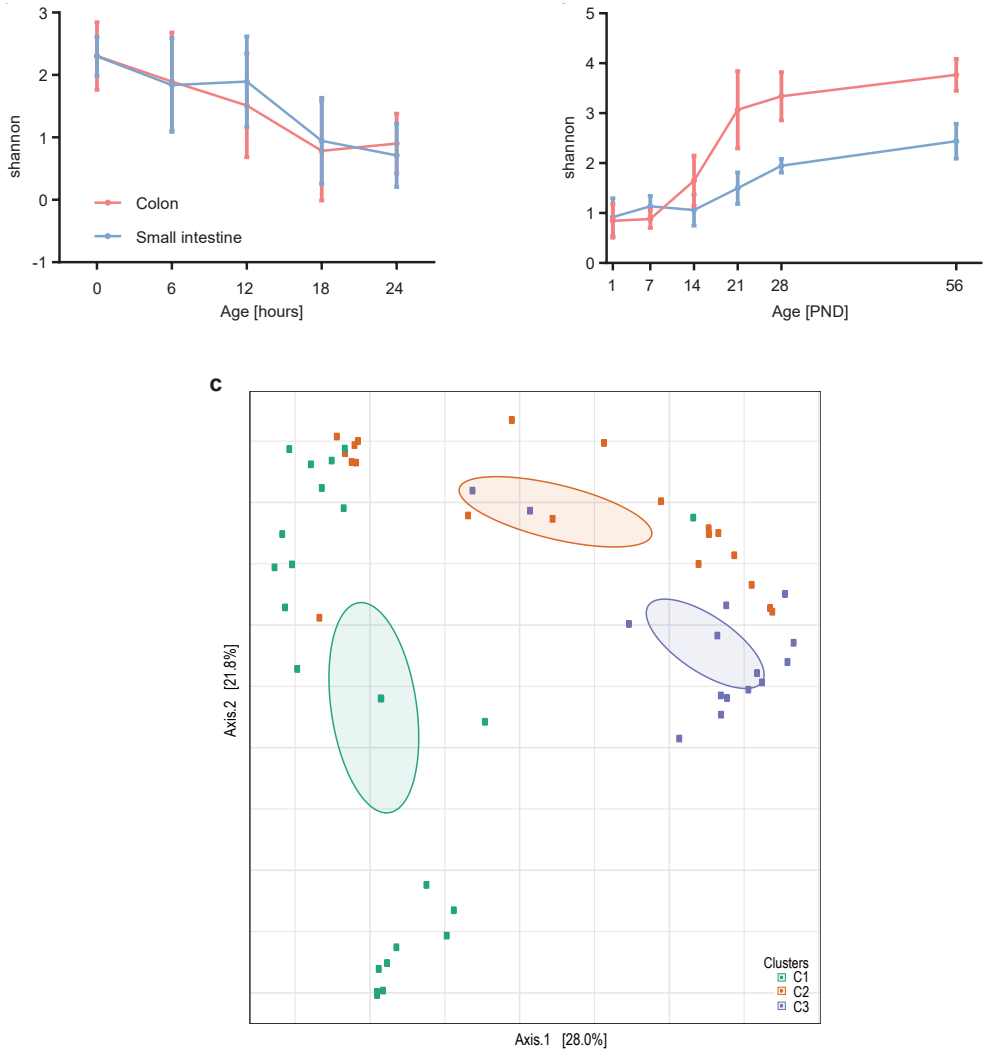 3
2
1
0
-1
shannon
Colon
Small intestine
0 6 12 18 24
Age [hours]
5
4
3
2
1
0
shannon
1 7 14 21 28 56
Age [PND]
c
Axis.2 [21.8%]
Clusters
C1
C2
C3
Axis.1 [28.0%]